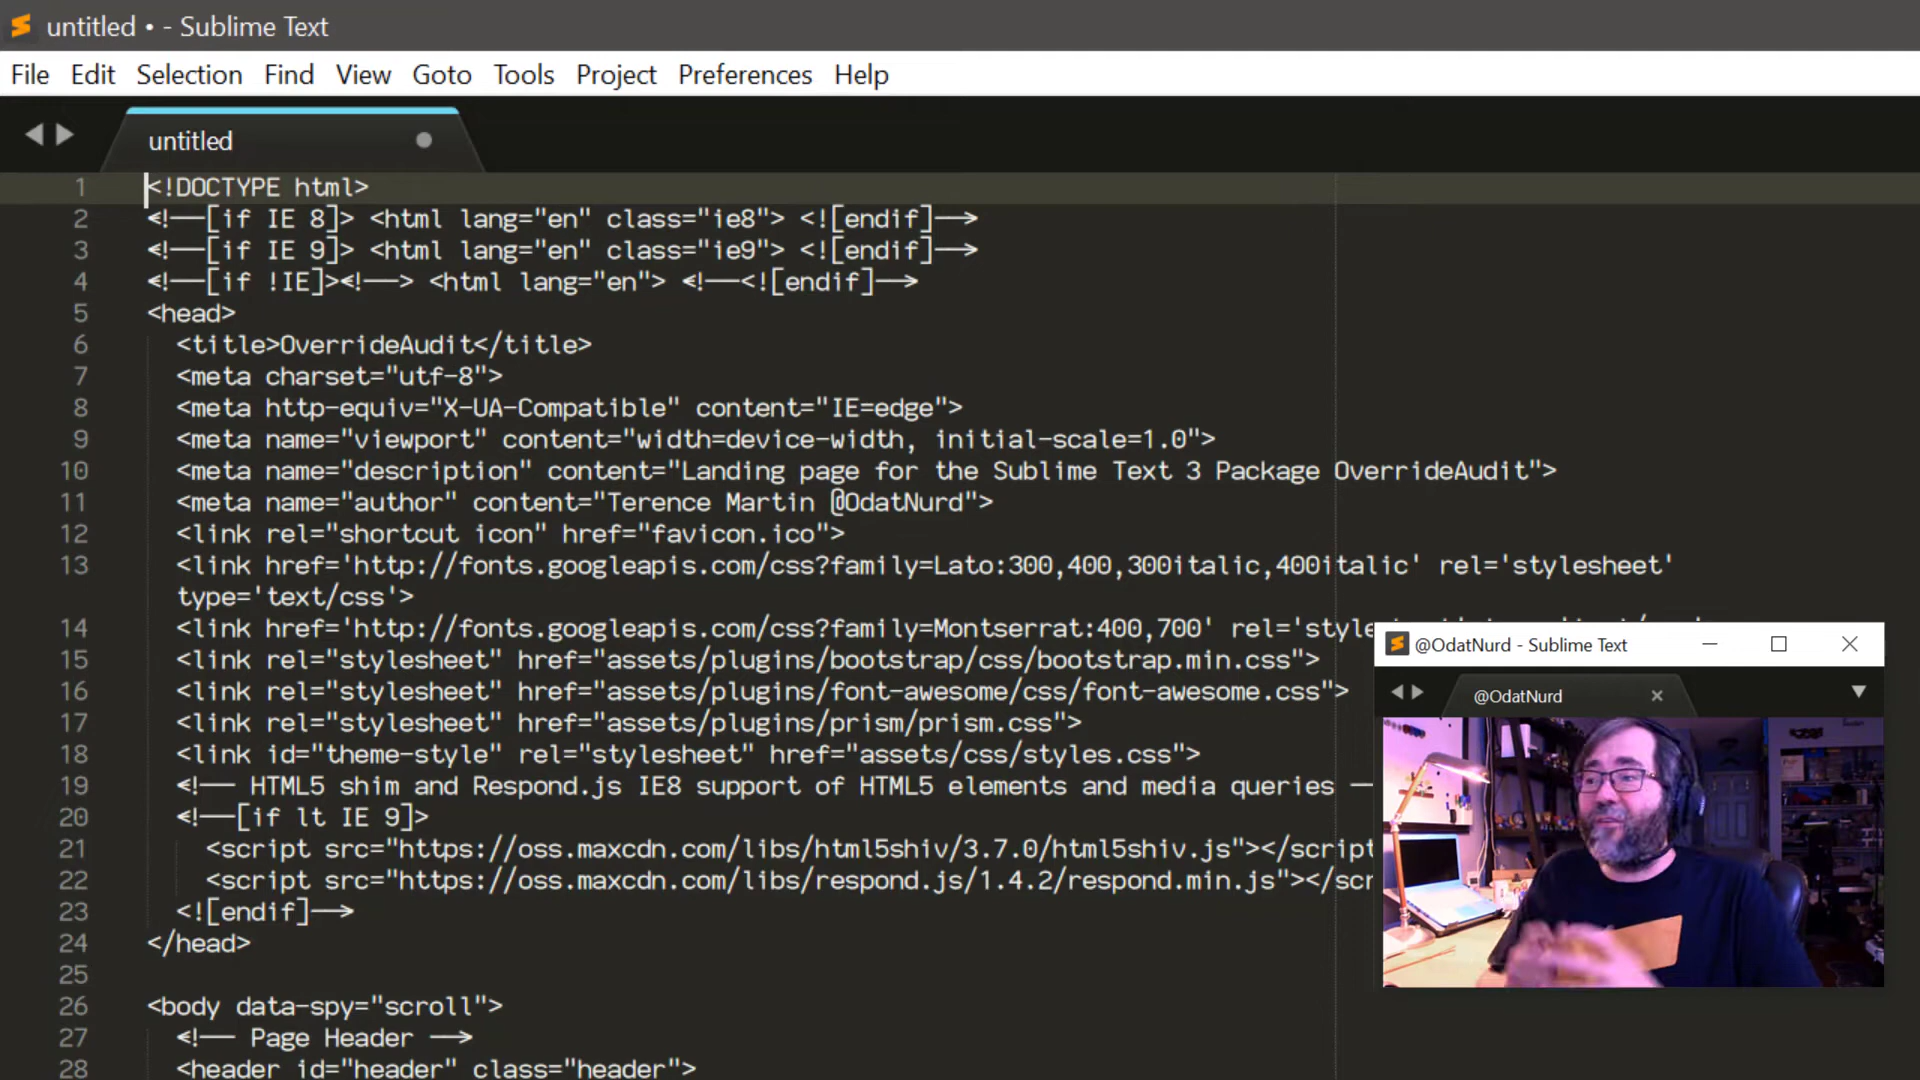 untitled • - Sublime Text
File Edit Selection Find View Goto Tools Project Preferences Help
untitled
1 <!DOCTYPE html>
2 <!--[if IE 8]> <html lang="en" class="ie8"> <![endif]-->
3 <!--[if IE 9]> <html lang="en" class="ie9"> <![endif]-->
4 <!--[if !IE]><!--> <html lang="en"> <!--<![endif]-->
5 <head>
6 <title>OverrideAudit</title>
7 <meta charset="utf-8">
8 <meta http-equiv="X-UA-Compatible" content="IE=edge">
9 <meta name="viewport" content="width=device-width, initial-scale=1.0">
10 <meta name="description" content="Landing page for the Sublime Text 3 Package OverrideAudit">
11 <meta name="author" content="Terence Martin @OdatNurd">
12 <link rel="shortcut icon" href="favicon.ico">
13 <link href='http://fonts.googleapis.com/css?family=Lato:300,400,300italic,400italic' rel='stylesheet'
type='text/css'>
14 <link href='http://fonts.googleapis.com/css?family=Montserrat:400,700' rel='style
15 <link rel="stylesheet" href="assets/plugins/bootstrap/css/bootstrap.min.css">
16 <link rel="stylesheet" href="assets/plugins/font-awesome/css/font-awesome.css">
17 <link rel="stylesheet" href="assets/plugins/prism/prism.css">
18 <link id="theme-style" rel="stylesheet" href="assets/css/styles.css">
19 <!-- HTML5 shim and Respond.js IE8 support of HTML5 elements and media queries --
20 <!--[if lt IE 9]>
21 <script src="https://oss.maxcdn.com/libs/html5shiv/3.7.0/html5shiv.js"></script
22 <script src="https://oss.maxcdn.com/libs/respond.js/1.4.2/respond.min.js"></scr
23 <![endif]-->
24 </head>
25
26 <body data-spy="scroll">
27 <!-- Page Header -->
28 <header id="header" class="header">
@OdatNurd - Sublime Text
@OdatNurd